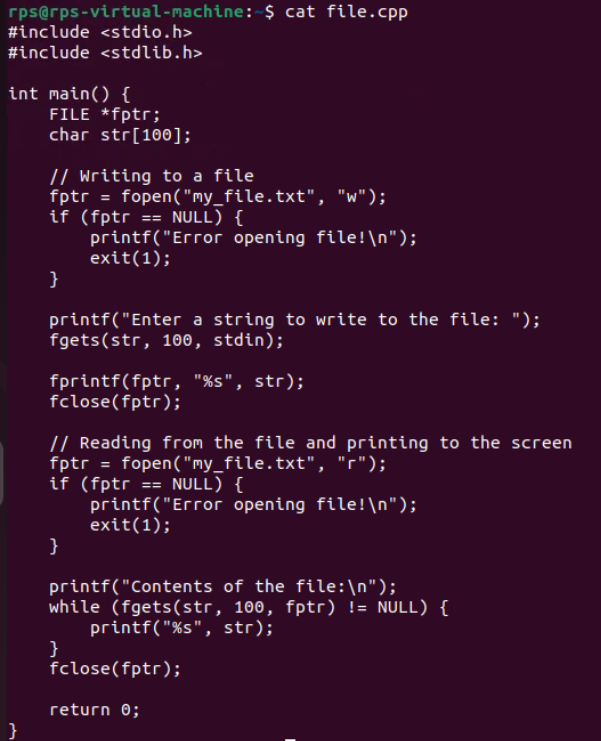 rps@rps-virtual-machine:~$ cat file.cpp
#include <stdio.h>
#include <stdlib.h>

int main() {
    FILE *fptr;
    char str[100];

    // Writing to a file
    fptr = fopen("my_file.txt", "w");
    if (fptr == NULL) {
        printf("Error opening file!\n");
        exit(1);
    }

    printf("Enter a string to write to the file: ");
    fgets(str, 100, stdin);

    fprintf(fptr, "%s", str);
    fclose(fptr);

    // Reading from the file and printing to the screen
    fptr = fopen("my_file.txt", "r");
    if (fptr == NULL) {
        printf("Error opening file!\n");
        exit(1);
    }

    printf("Contents of the file:\n");
    while (fgets(str, 100, fptr) != NULL) {
        printf("%s", str);
    }
    fclose(fptr);

    return 0;
}